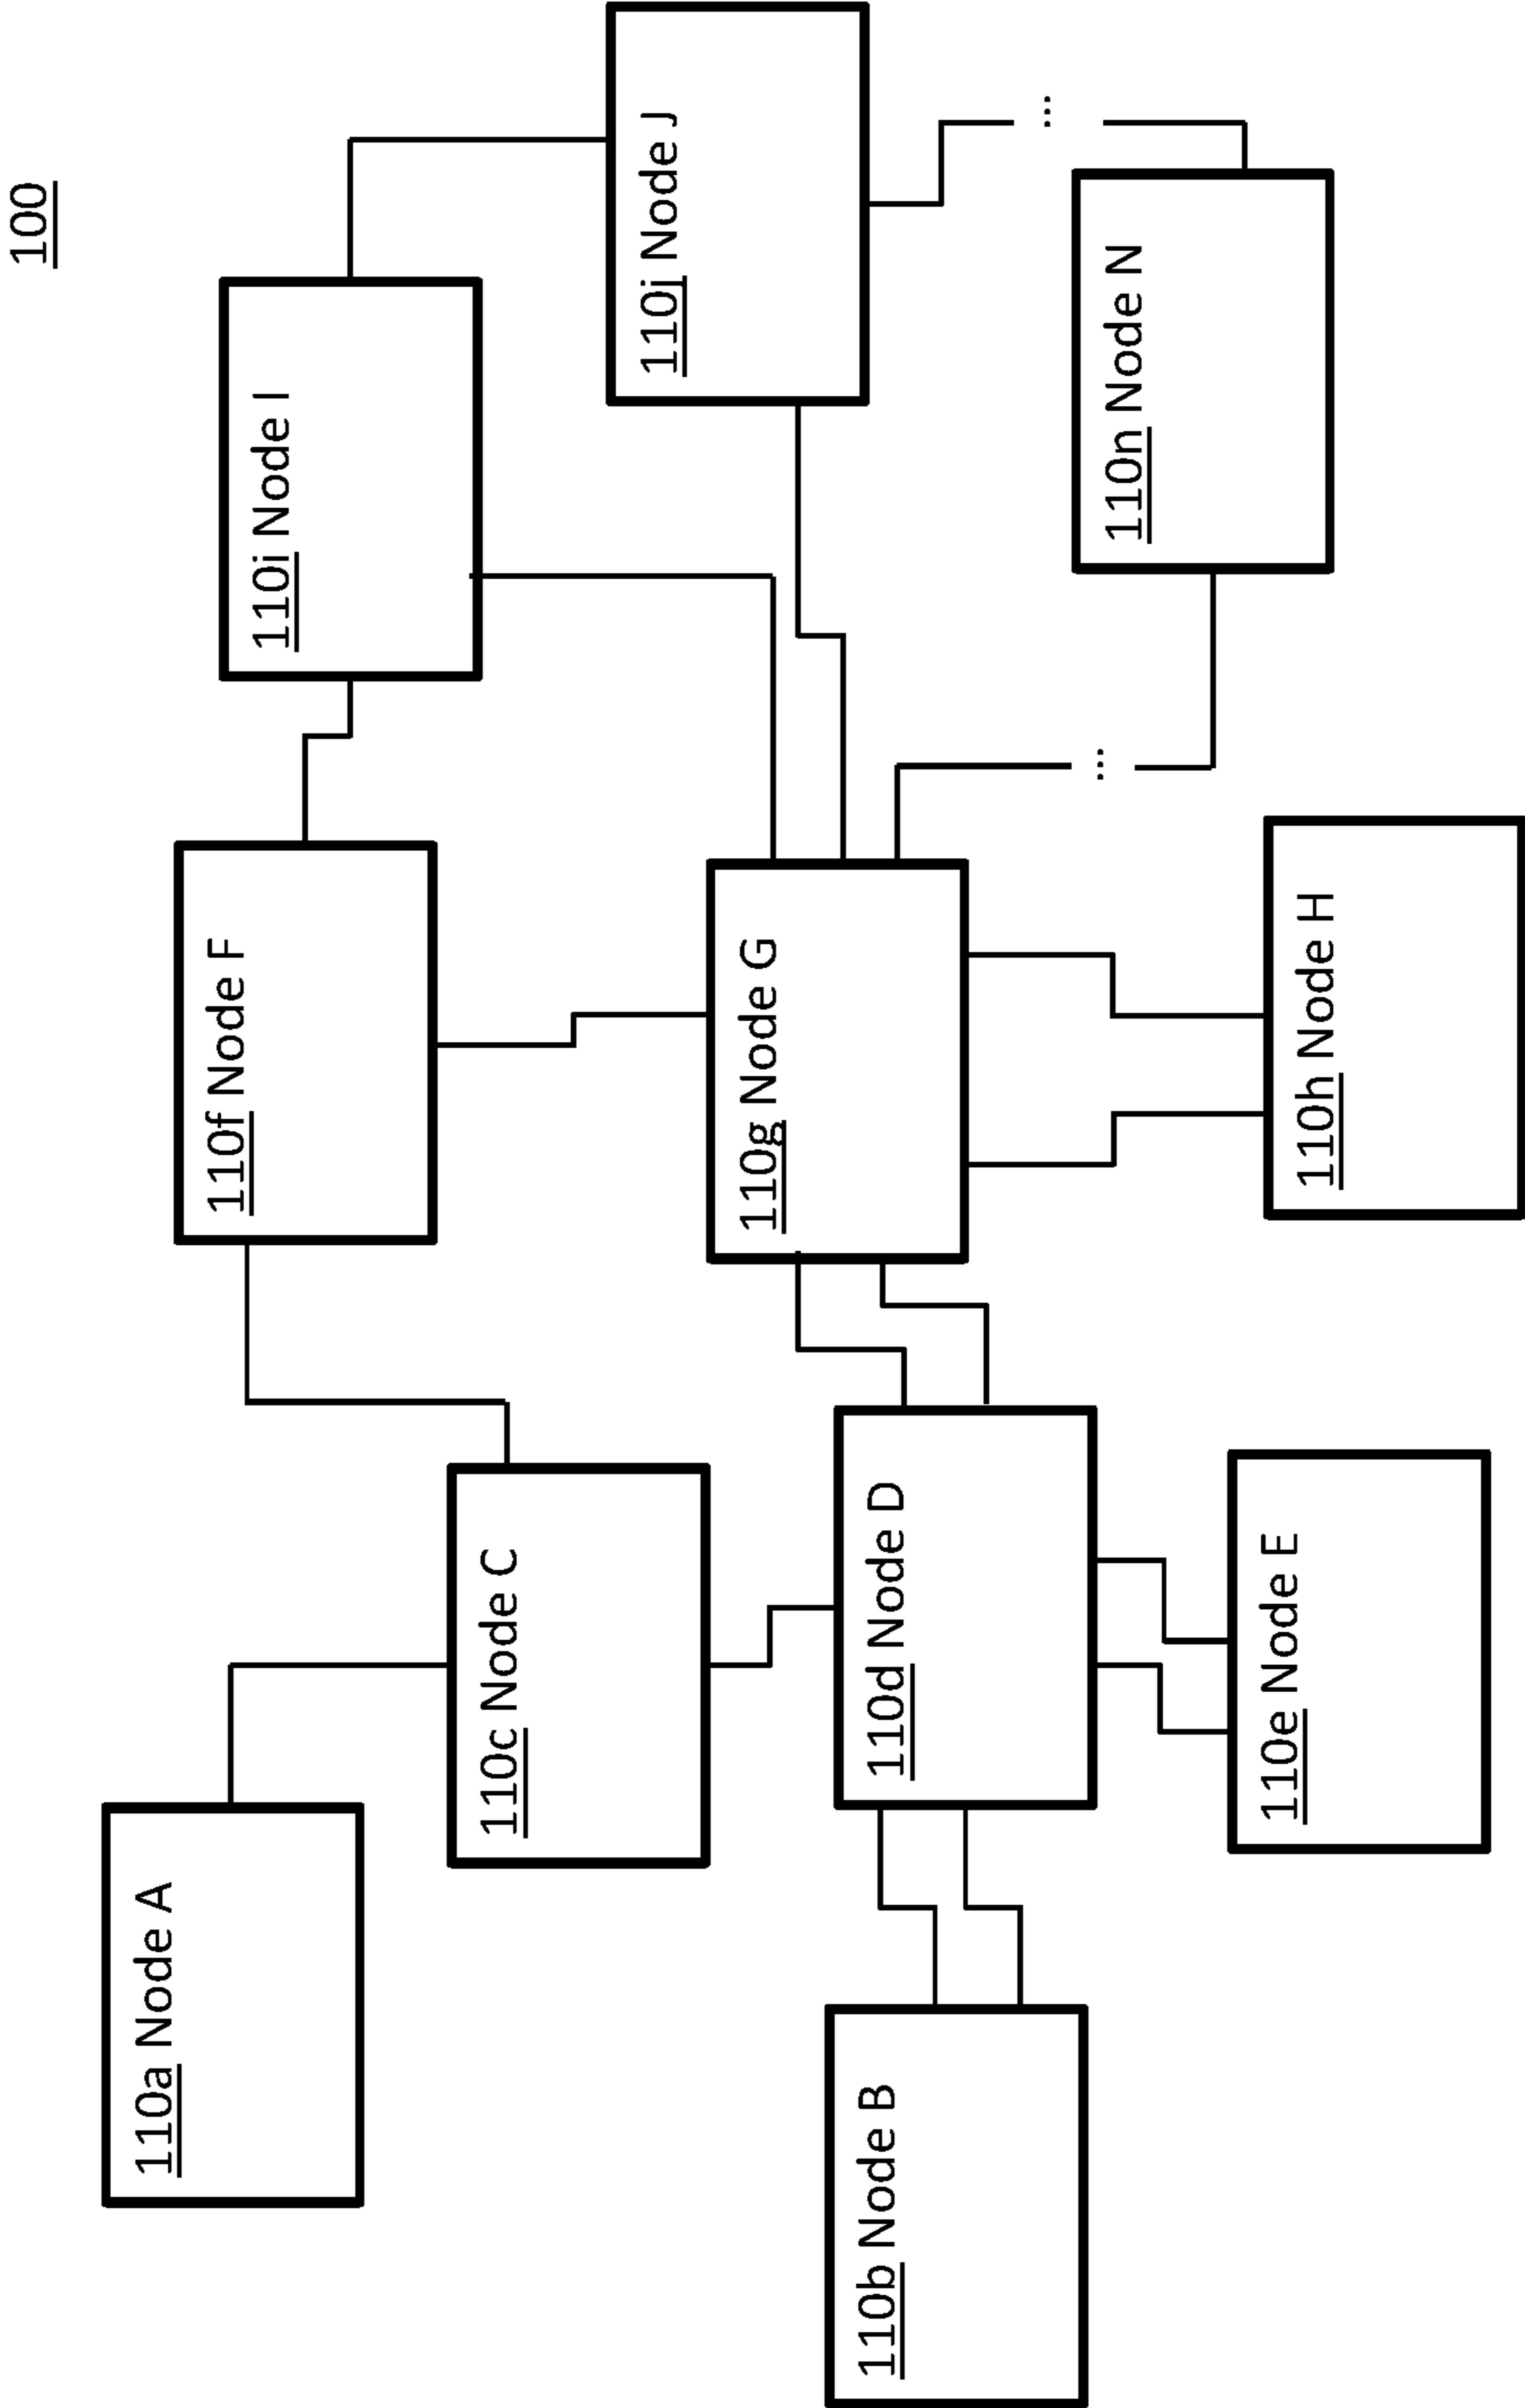 100
110a Node A
110b Node B
110c Node C
110d Node D
110e Node E
110f Node F
110g Node G
110h Node H
110i Node I
110j Node J
...
...
110n Node N